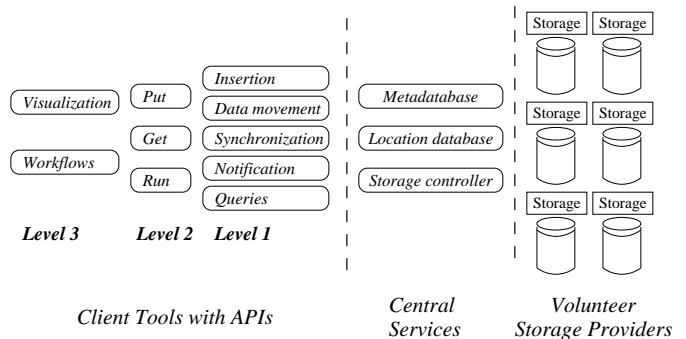 Visualization
Workflows
Level 3
Put
Get
Run
Level 2
Insertion
Data movement
Synchronization
Notification
Queries
Level 1
Client Tools with APIs
Metadatabase
Location database
Storage controller
Central
Services
Storage Storage
Storage Storage
Storage Storage
Volunteer
Storage Providers